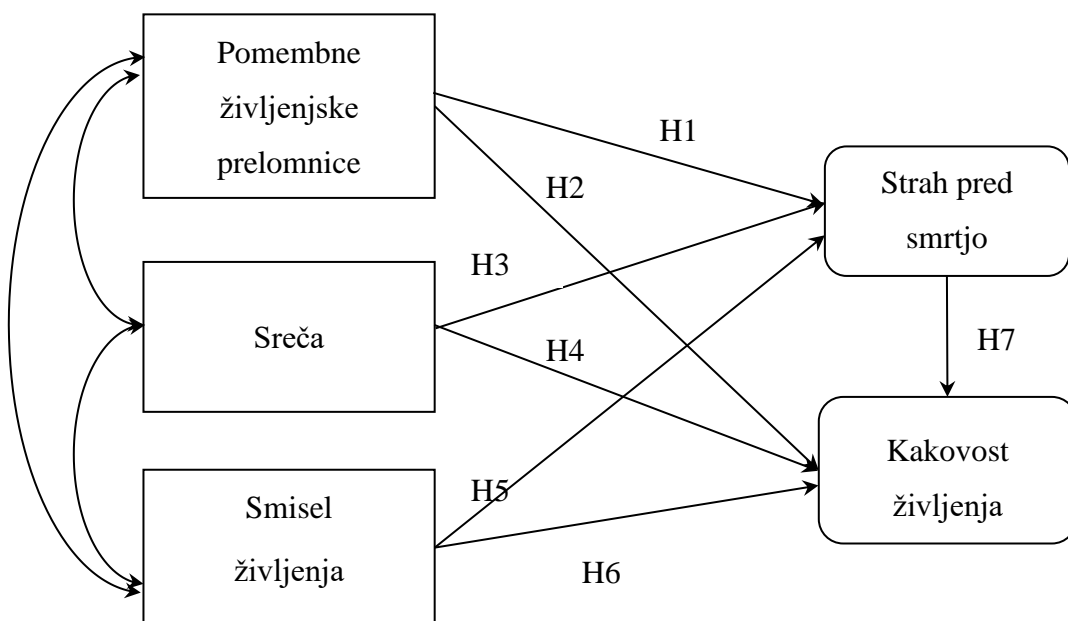 Pomembne
življenjske
prelomnice
H1
H2
Strah pred
smrtjo
H3
Sreča
H4
H7
Kakovost
življenja
H5
Smisel
življenja
H6